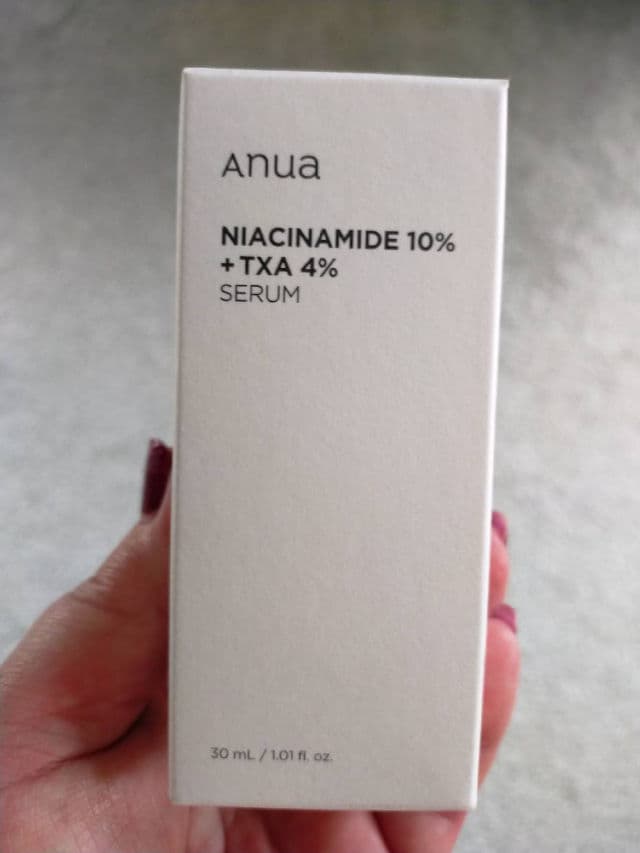 Anua
NIACINAMIDE 10%
+ TXA 4%
SERUM
30 mL / 1.01 fl. oz.